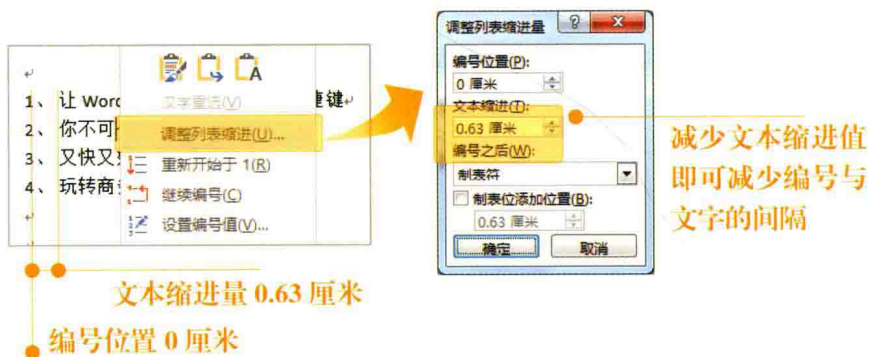 调整列表缩进量
编号位置(P):
0 厘米
文本缩进(T):
0.63 厘米
编号之后(W):
制表符
制表位添加位置(B):
0.63 厘米
确定
取消
1、 让 Word
捷键
2、 你不可
3、 又快又
4、 玩转商
汉字重选(V)
调整列表缩进(U)...
重新开始于 1(R)
继续编号(C)
设置编号值(V)...
减少文本缩进值
即可减少编号与
文字的间隔
文本缩进量 0.63 厘米
编号位置 0 厘米